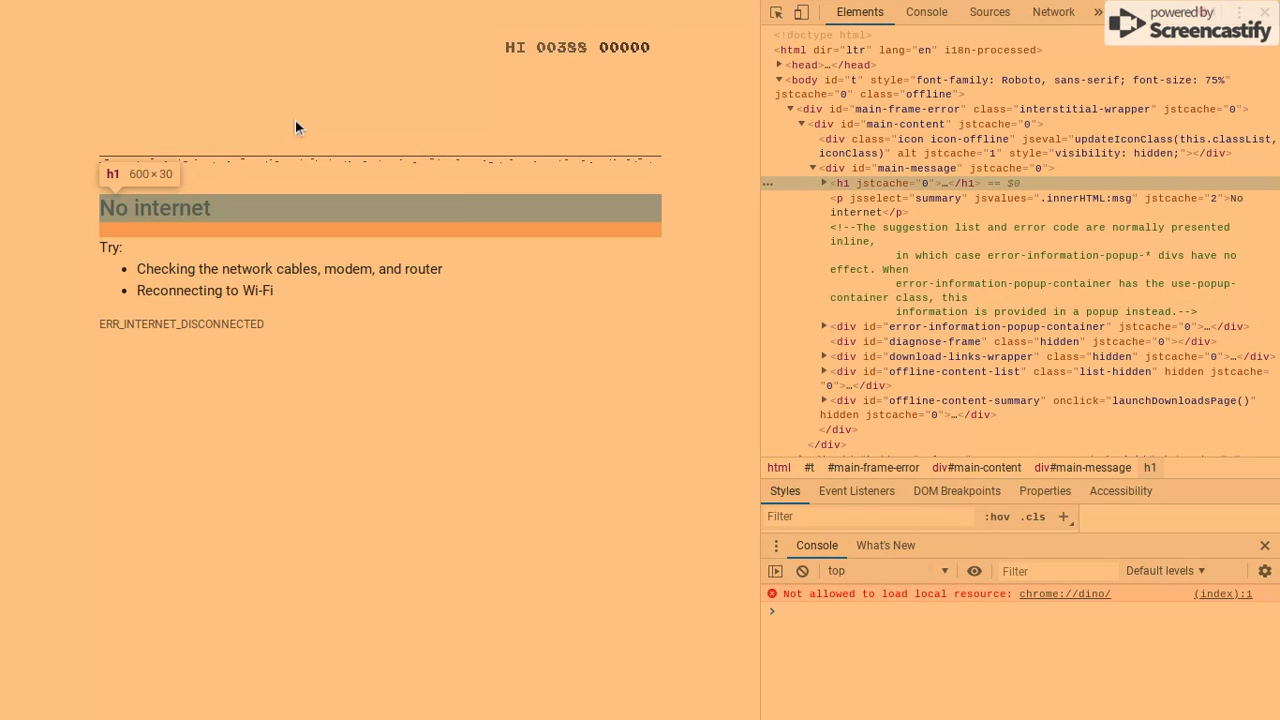 HI 00388 00000
h1 600 × 30
No internet
Try:
Checking the network cables, modem, and router
Reconnecting to Wi-Fi
ERR_INTERNET_DISCONNECTED
Elements Console Sources Network »
powered by
Screencastify
<!doctype html>
<html dir="ltr" lang="en" i18n-processed>
<head>…</head>
<body id="t" style="font-family: Roboto, sans-serif; font-size: 75%"
jstcache="0" class="offline">
<div id="main-frame-error" class="interstitial-wrapper" jstcache="0">
<div id="main-content" jstcache="0">
<div class="icon icon-offline" jseval="updateIconClass(this.classList,
iconClass)" alt jstcache="1" style="visibility: hidden;"></div>
<div id="main-message" jstcache="0">
… <h1 jstcache="0">…</h1> == $0
<p jsselect="summary" jsvalues=".innerHTML:msg" jstcache="2">No
internet</p>
<!--The suggestion list and error code are normally presented
inline,
in which case error-information-popup-* divs have no
effect. When
error-information-popup-container has the use-popup-
container class, this
information is provided in a popup instead.-->
<div id="error-information-popup-container" jstcache="0">…</div>
<div id="diagnose-frame" class="hidden" jstcache="0"></div>
<div id="download-links-wrapper" class="hidden" jstcache="0">…</div>
<div id="offline-content-list" class="list-hidden" hidden jstcache=
"0">…</div>
<div id="offline-content-summary" onclick="launchDownloadsPage()"
hidden jstcache="0">…</div>
</div>
</div>
html #t #main-frame-error div#main-content div#main-message h1
Styles Event Listeners DOM Breakpoints Properties Accessibility
Filter :hov .cls +
Console What's New
top Filter Default levels
Not allowed to load local resource: chrome://dino/ (index):1